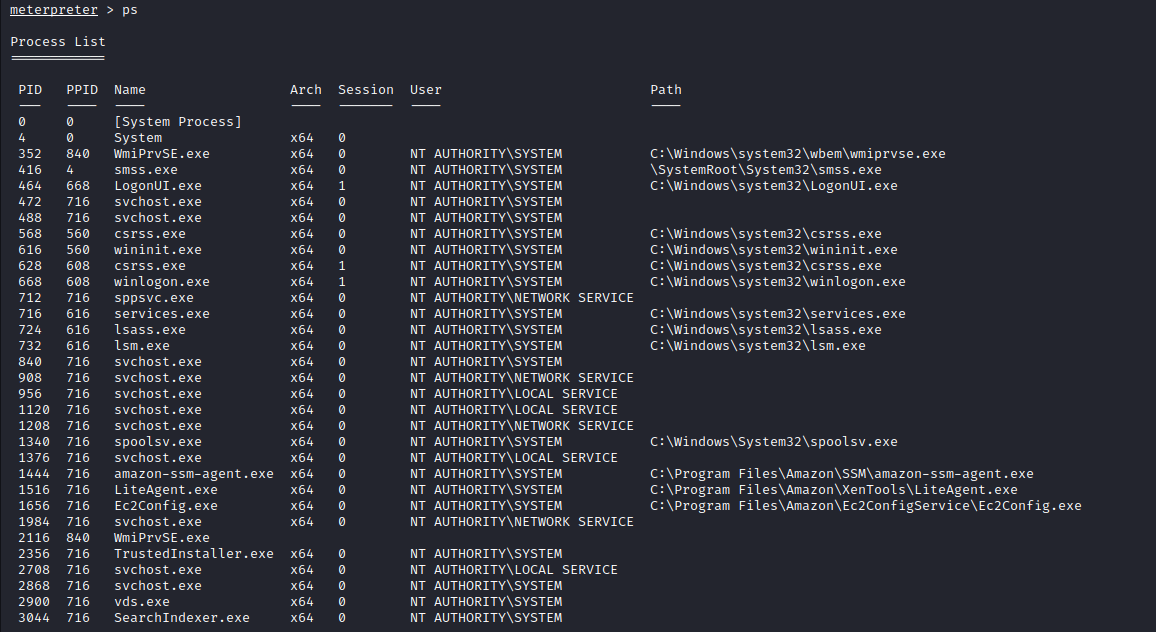 meterpreter > ps
Process List
PID PPID Name Arch Session User Path
0 0 [System Process]
4 0 System x64 0
352 840 WmiPrvSE.exe x64 0 NT AUTHORITY\SYSTEM C:\Windows\system32\wbem\wmiprvse.exe
416 4 smss.exe x64 0 NT AUTHORITY\SYSTEM \SystemRoot\System32\smss.exe
464 668 LogonUI.exe x64 1 NT AUTHORITY\SYSTEM C:\Windows\system32\LogonUI.exe
472 716 svchost.exe x64 0 NT AUTHORITY\SYSTEM
488 716 svchost.exe x64 0 NT AUTHORITY\SYSTEM
568 560 csrss.exe x64 0 NT AUTHORITY\SYSTEM C:\Windows\system32\csrss.exe
616 560 wininit.exe x64 0 NT AUTHORITY\SYSTEM C:\Windows\system32\wininit.exe
628 608 csrss.exe x64 1 NT AUTHORITY\SYSTEM C:\Windows\system32\csrss.exe
668 608 winlogon.exe x64 1 NT AUTHORITY\SYSTEM C:\Windows\system32\winlogon.exe
712 716 sppsvc.exe x64 0 NT AUTHORITY\NETWORK SERVICE
716 616 services.exe x64 0 NT AUTHORITY\SYSTEM C:\Windows\system32\services.exe
724 616 lsass.exe x64 0 NT AUTHORITY\SYSTEM C:\Windows\system32\lsass.exe
732 616 lsm.exe x64 0 NT AUTHORITY\SYSTEM C:\Windows\system32\lsm.exe
840 716 svchost.exe x64 0 NT AUTHORITY\SYSTEM
908 716 svchost.exe x64 0 NT AUTHORITY\NETWORK SERVICE
956 716 svchost.exe x64 0 NT AUTHORITY\LOCAL SERVICE
1120 716 svchost.exe x64 0 NT AUTHORITY\LOCAL SERVICE
1208 716 svchost.exe x64 0 NT AUTHORITY\NETWORK SERVICE
1340 716 spoolsv.exe x64 0 NT AUTHORITY\SYSTEM C:\Windows\System32\spoolsv.exe
1376 716 svchost.exe x64 0 NT AUTHORITY\LOCAL SERVICE
1444 716 amazon-ssm-agent.exe x64 0 NT AUTHORITY\SYSTEM C:\Program Files\Amazon\SSM\amazon-ssm-agent.exe
1516 716 LiteAgent.exe x64 0 NT AUTHORITY\SYSTEM C:\Program Files\Amazon\XenTools\LiteAgent.exe
1656 716 Ec2Config.exe x64 0 NT AUTHORITY\SYSTEM C:\Program Files\Amazon\Ec2ConfigService\Ec2Config.exe
1984 716 svchost.exe x64 0 NT AUTHORITY\NETWORK SERVICE
2116 840 WmiPrvSE.exe
2356 716 TrustedInstaller.exe x64 0 NT AUTHORITY\SYSTEM
2708 716 svchost.exe x64 0 NT AUTHORITY\LOCAL SERVICE
2868 716 svchost.exe x64 0 NT AUTHORITY\SYSTEM
2900 716 vds.exe x64 0 NT AUTHORITY\SYSTEM
3044 716 SearchIndexer.exe x64 0 NT AUTHORITY\SYSTEM